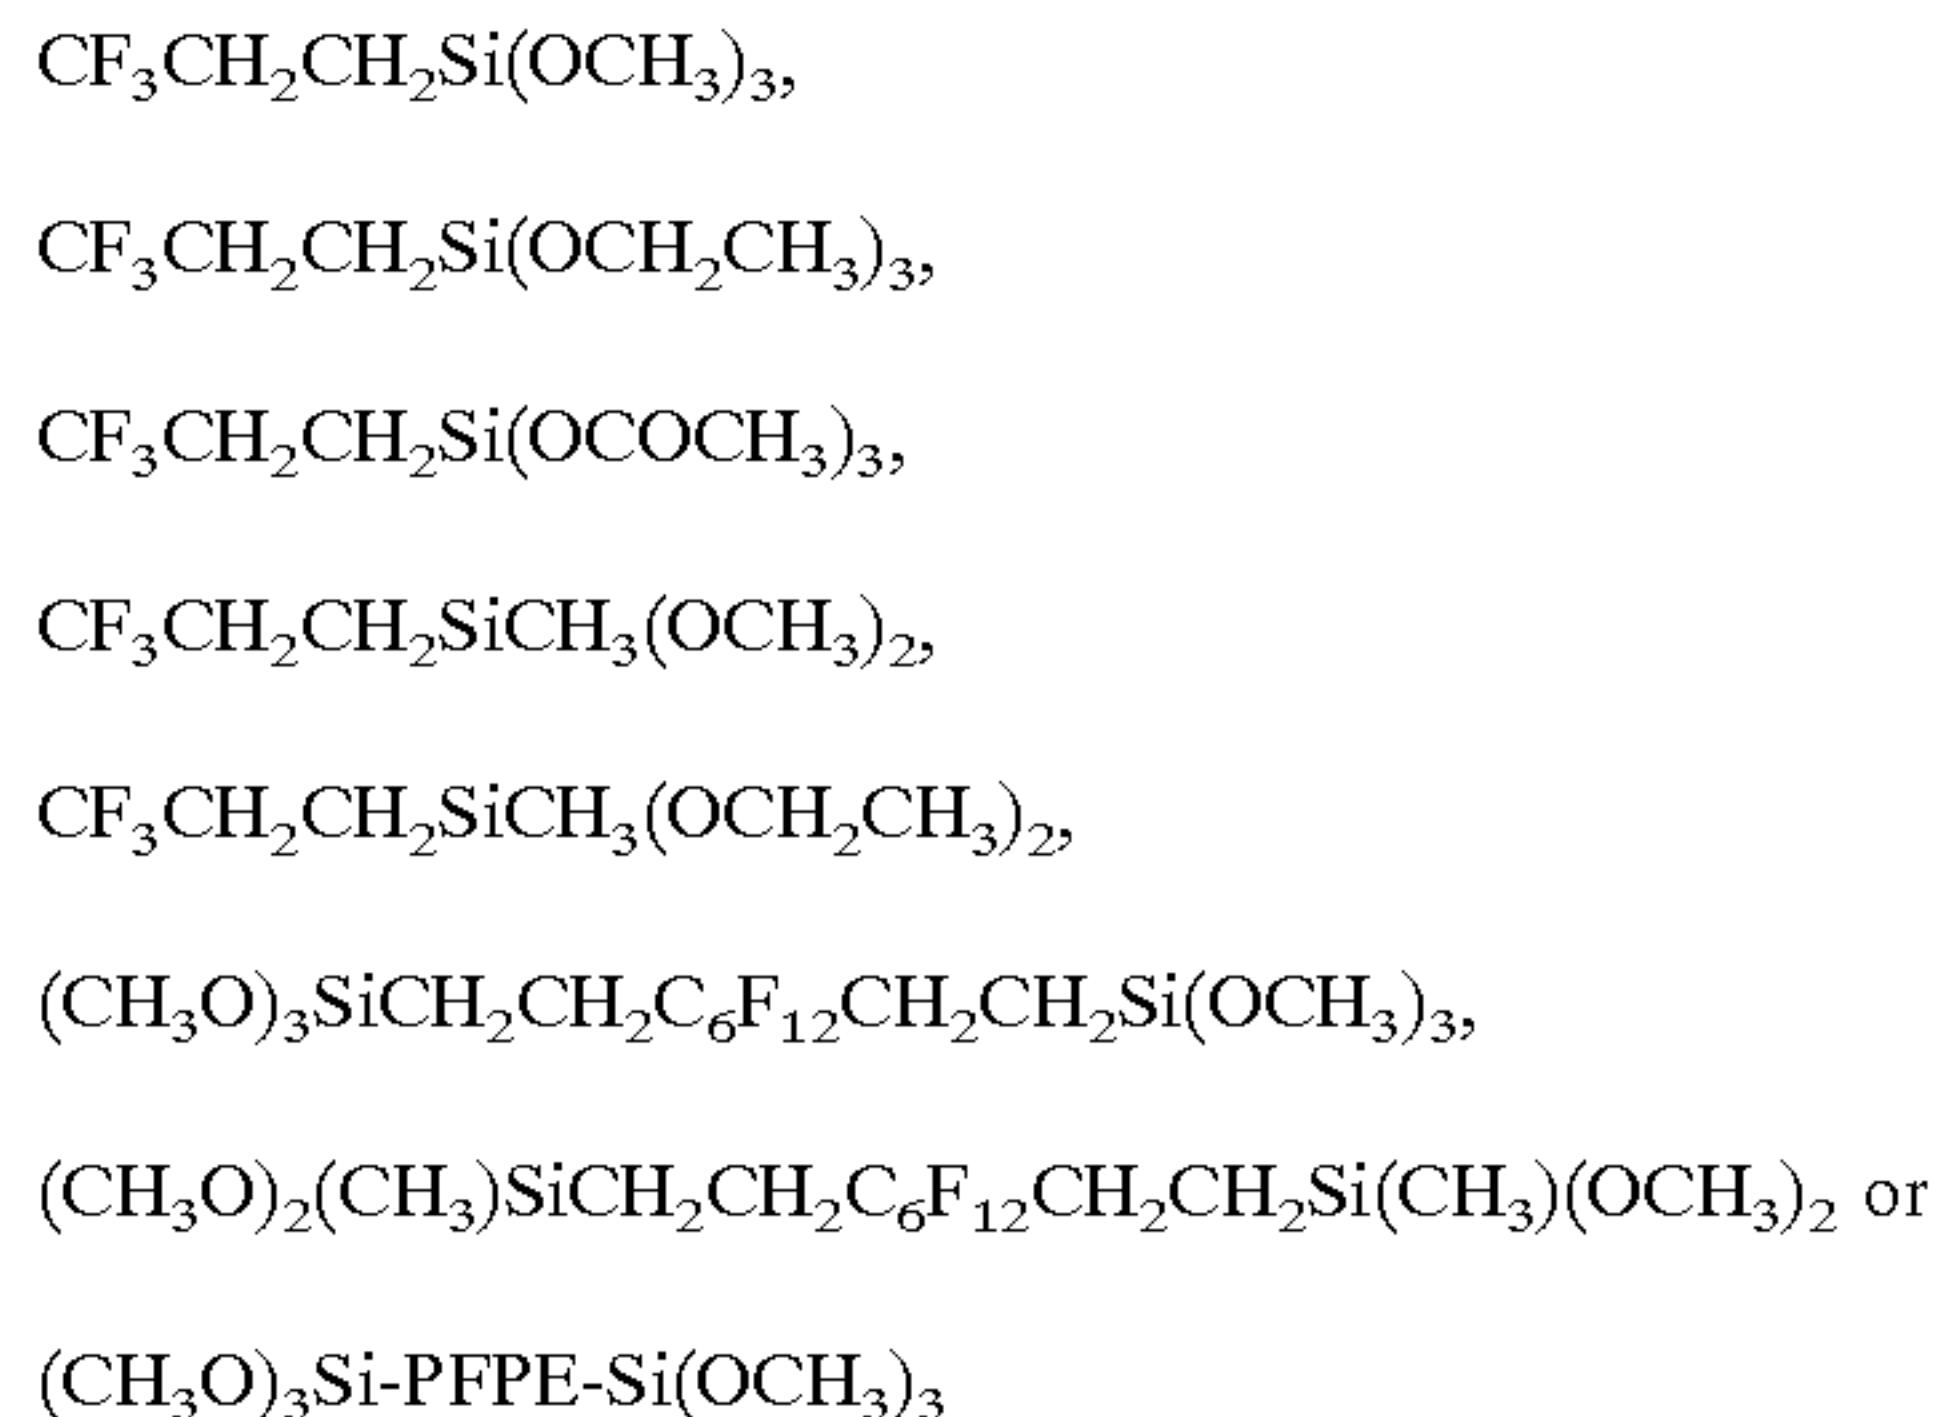 CF₃CH₂CH₂Si(OCH₃)₃,
CF₃CH₂CH₂Si(OCH₂CH₃)₃,
CF₃CH₂CH₂Si(OCOCH₃)₃,
CF₃CH₂CH₂SiCH₃(OCH₃)₂,
CF₃CH₂CH₂SiCH₃(OCH₂CH₃)₂,
(CH₃O)₃SiCH₂CH₂C₆F₁₂CH₂CH₂Si(OCH₃)₃,
(CH₃O)₂(CH₃)SiCH₂CH₂C₆F₁₂CH₂CH₂Si(CH₃)(OCH₃)₂ or
(CH₃O)₃Si-PFPE-Si(OCH₃)₃